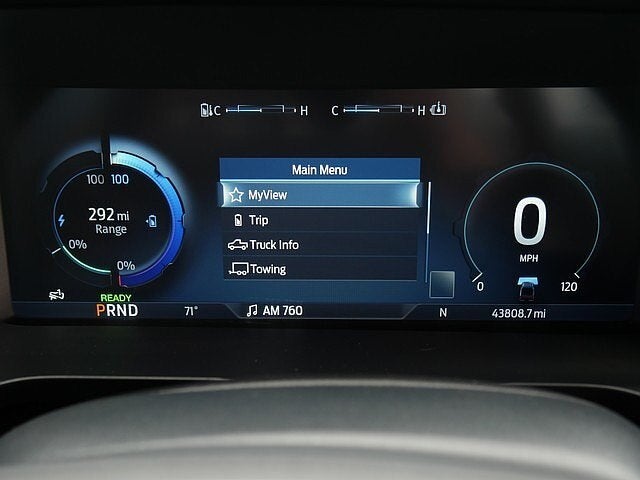 C H C H
Main Menu
MyView
Trip
Truck Info
Towing
100 100
292 mi
Range
0%
0%
0
MPH
0 120
READY
PRND
71°
AM 760
N
43808.7 mi